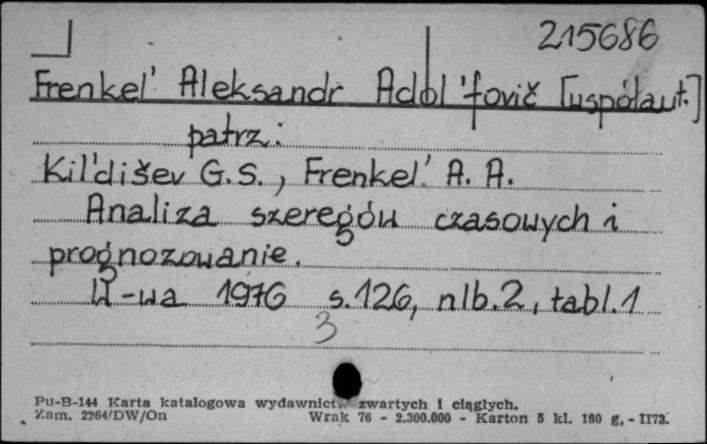 215686
Frenkel' Aleksandr Adol'fovič [współaut.]
patrz:
Kil'dišev G.S., Frenkel' A. A.
Analiza szeregów czasowych i
prognozowanie.
W-wa 1976 s.126, nlb.2, tabl.1
3
Pu-B-144 Karta katalogowa wydawnictw zwartych i ciągłych.
Zam. 2264/DW/On Wrak 76 - 2.300.000 - Karton 5 kl. 180 g, - II73.